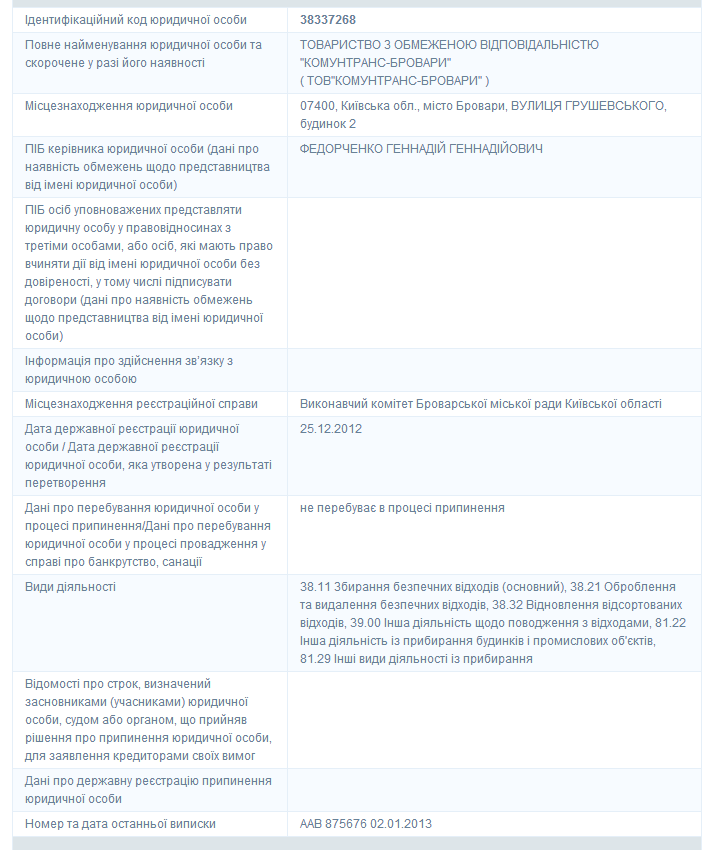 Ідентифікаційний код юридичної особи
38337268
Повне найменування юридичної особи та
скорочене у разі його наявності
ТОВАРИСТВО З ОБМЕЖЕНОЮ ВІДПОВІДАЛЬНІСТЮ
"КОМУНТРАНС-БРОВАРИ"
( ТОВ"КОМУНТРАНС-БРОВАРИ" )
Місцезнаходження юридичної особи
07400, Київська обл., місто Бровари, ВУЛИЦЯ ГРУШЕВСЬКОГО,
будинок 2
ПІБ керівника юридичної особи (дані про
наявність обмежень щодо представництва
від імені юридичної особи)
ФЕДОРЧЕНКО ГЕННАДІЙ ГЕННАДІЙОВИЧ
ПІБ осіб уповноважених представляти
юридичну особу у правовідносинах з
третіми особами, або осіб, які мають право
вчиняти дії від імені юридичної особи без
довіреності, у тому числі підписувати
договори (дані про наявність обмежень
щодо представництва від імені юридичної
особи)
Інформація про здійснення зв'язку з
юридичною особою
Місцезнаходження реєстраційної справи
Виконавчий комітет Броварської міської ради Київської області
Дата державної реєстрації юридичної
особи / Дата державної реєстрації
юридичної особи, яка утворена у результаті
перетворення
25.12.2012
Дані про перебування юридичної особи у
процесі припинення/Дані про перебування
юридичної особи у процесі провадження у
справі про банкрутство, санації
не перебуває в процесі припинення
Види діяльності
38.11 Збирання безпечних відходів (основний), 38.21 Оброблення
та видалення безпечних відходів, 38.32 Відновлення відсортованих
відходів, 39.00 Інша діяльність щодо поводження з відходами, 81.22
Інша діяльність із прибирання будинків і промислових об'єктів,
81.29 Інші види діяльності із прибирання
Відомості про строк, визначений
засновниками (учасниками) юридичної
особи, судом або органом, що прийняв
рішення про припинення юридичної особи,
для заявлення кредиторами своїх вимог
Дані про державну реєстрацію припинення
юридичної особи
Номер та дата останньої виписки
ААВ 875676 02.01.2013